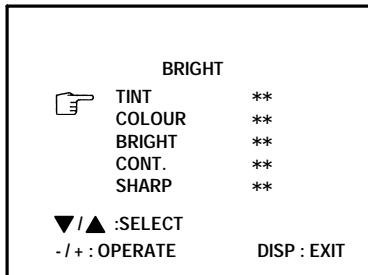 BRIGHT
TINT **
COLOUR **
BRIGHT **
CONT. **
SHARP **
▼/▲ :SELECT
- / + : OPERATE DISP : EXIT